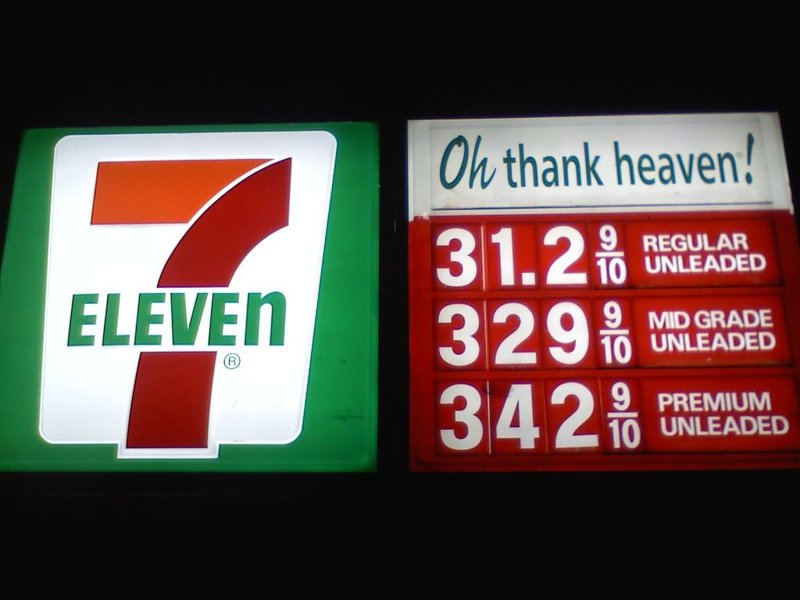 7
ELEVEn
®
Oh thank heaven!
31.2 9/10 REGULAR UNLEADED
329 9/10 MID GRADE UNLEADED
342 9/10 PREMIUM UNLEADED